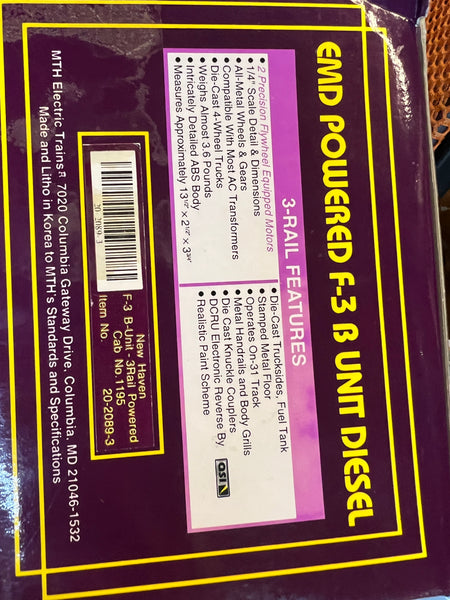 EMD POWERED F-3 B UNIT DIESEL
3-RAIL FEATURES
• 2 Precision Flywheel Equipped Motors
• 1/4" Scale Detail & Dimensions
• All-Metal Wheels & Gears
• Compatible With Most AC Transformers
• Die-Cast 4-Wheel Trucks
• Weighs Almost 3.6 Pounds
• Intricately Detailed ABS Body
• Measures Approximately 13 1/2" x 2 1/2" x 3 3/4"
• Die-Cast Trucksides, Fuel Tank
• Stamped Metal Floor
• Operates On-31 Track
• Metal Handrails and Body Grills
• Die Cast Knuckle Couplers
• DCRU Electronic Reverse By QSI
• Realistic Paint Scheme
20 2089-3
New Haven
F-3 B-Unit - 3Rail Powered
Cab No. 1195
Item No. 20-2089-3
MTH Electric Trains® 7020 Columbia Gateway Drive, Columbia, MD 21046-1532
Made and Litho in Korea to MTH's Standards and Specifications